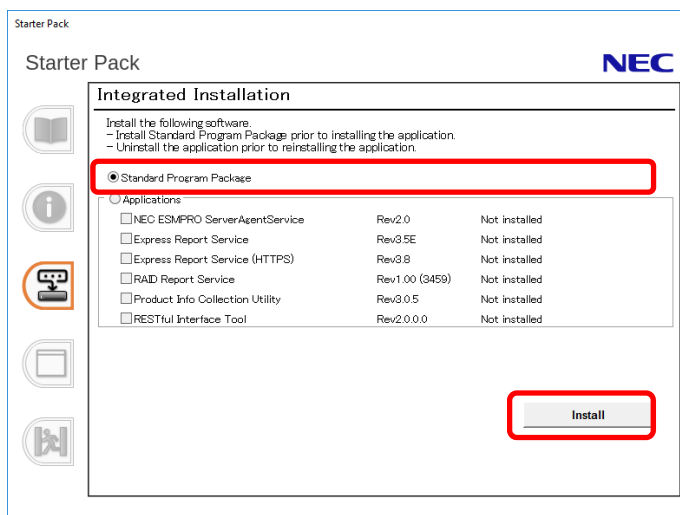 Starter Pack
Starter Pack
NEC
Integrated Installation
Install the following software.
- Install Standard Program Package prior to installing the application.
- Uninstall the application prior to reinstalling the application.
Standard Program Package
Applications
NEC ESMPRO ServerAgentService Rev2.0 Not installed
Express Report Service Rev3.5E Not installed
Express Report Service (HTTPS) Rev3.8 Not installed
RAID Report Service Rev1.00 (3459) Not installed
Product Info Collection Utility Rev3.0.5 Not installed
RESTful Interface Tool Rev2.0.0.0 Not installed
Install